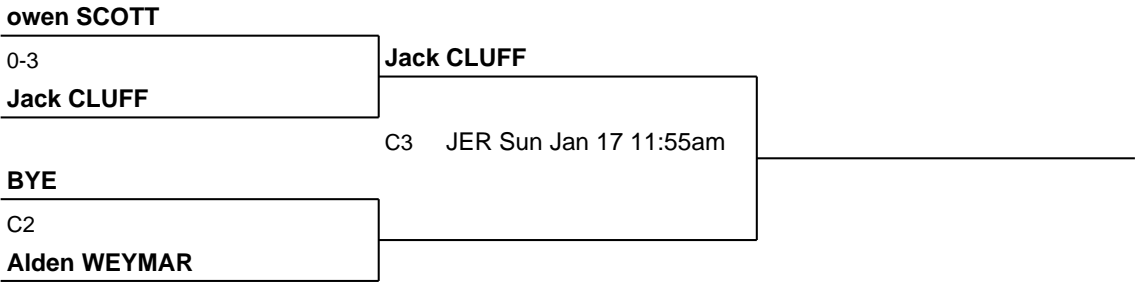 owen SCOTT
0-3
Jack CLUFF
Jack CLUFF
C3 JER Sun Jan 17 11:55am
BYE
C2
Alden WEYMAR